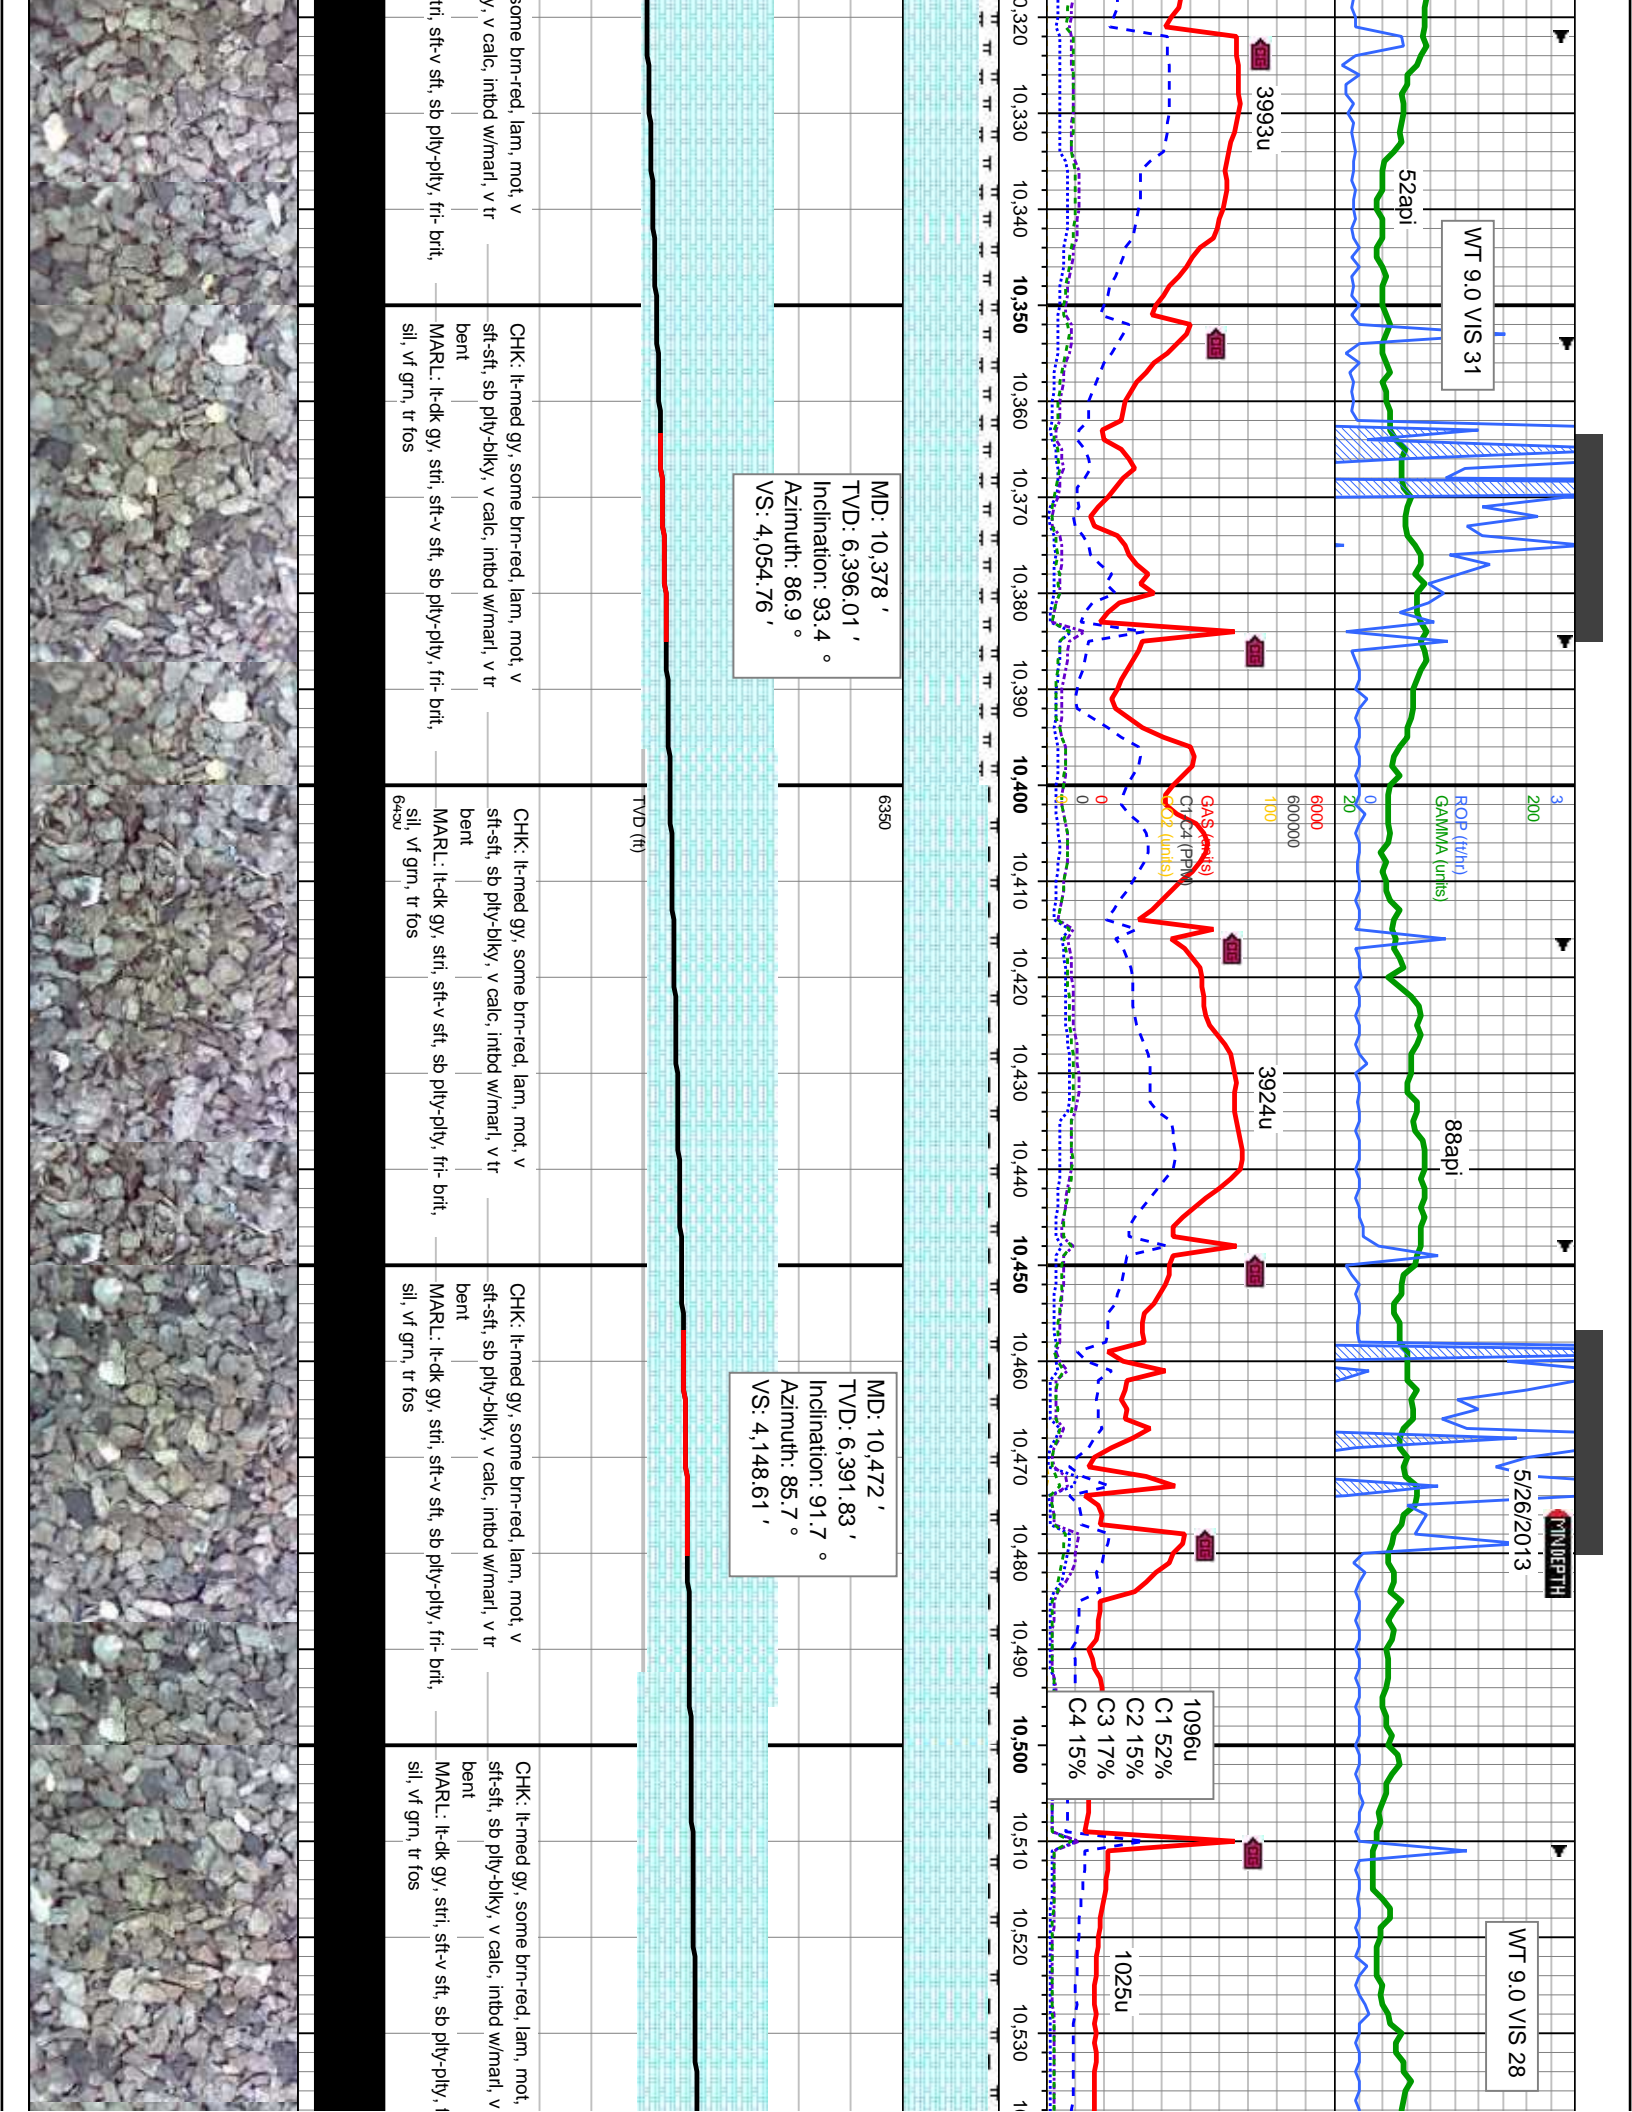 3993u
52api
WT 9.0 VIS 31
3924u
88api
5/26/2013
MN DEPTH
WT 9.0 VIS 28
1025u
3
200
ROP (ft/hr)
GAMMA (units)
0
20
6000
600000
100
GAS (units)
C1-C4 (PPM)
CO2 (units)
0
0
0
1096u
C1 52%
C2 15%
C3 17%
C4 15%
10,320
10,330
10,340
10,350
10,360
10,370
10,380
10,390
10,400
10,410
10,420
10,430
10,440
10,450
10,460
10,470
10,480
10,490
10,500
10,510
10,520
10,530
MD: 10,378 '
TVD: 6,396.01 '
Inclination: 93.4 °
Azimuth: 86.9 °
VS: 4,054.76 '
6350
TVD (ft)
6450
MD: 10,472 '
TVD: 6,391.83 '
Inclination: 91.7 °
Azimuth: 85.7 °
VS: 4,148.61 '
some brn-red, lam, mot, v
y, v calc, intbd w/marl, v tr
tri, sft-v sft, sb plty-plty, fri- brit,
CHK: lt-med gy, some brn-red, lam, mot, v
sft-sft, sb plty-blky, v calc, intbd w/marl, v tr
bent
MARL: lt-dk gy, stri, sft-v sft, sb plty-plty, fri- brit,
sil, vf grn, tr fos
CHK: lt-med gy, some brn-red, lam, mot, v
sft-sft, sb plty-blky, v calc, intbd w/marl, v tr
bent
MARL: lt-dk gy, stri, sft-v sft, sb plty-plty, fri- brit,
sil, vf grn, tr fos
CHK: lt-med gy, some brn-red, lam, mot, v
sft-sft, sb plty-blky, v calc, intbd w/marl, v tr
bent
MARL: lt-dk gy, stri, sft-v sft, sb plty-plty, fri- brit,
sil, vf grn, tr fos
CHK: lt-med gy, some brn-red, lam, mot,
sft-sft, sb plty-blky, v calc, intbd w/marl, v
bent
MARL: lt-dk gy, stri, sft-v sft, sb plty-plty, f
sil, vf grn, tr fos